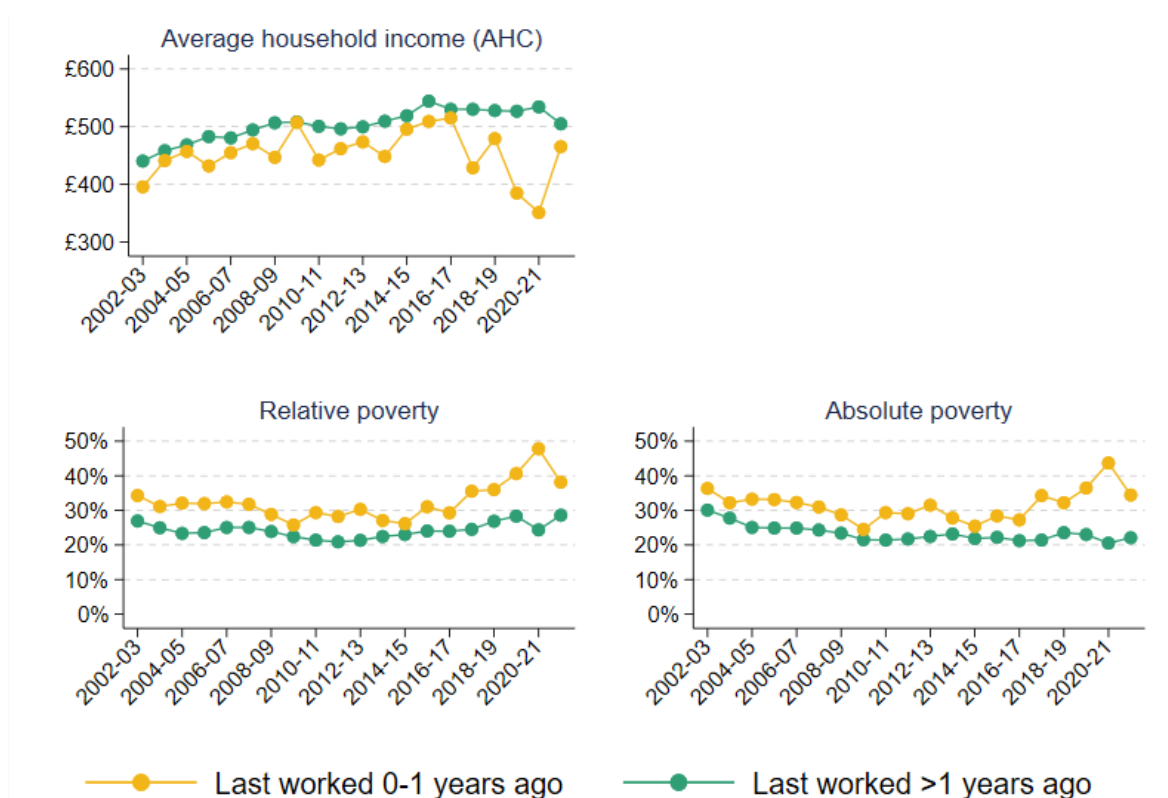 Average household income (AHC)
£600
£500
£400
£300
2002-03 2004-05 2006-07 2008-09 2010-11 2012-13 2014-15 2016-17 2018-19 2020-21
Relative poverty
50%
40%
30%
20%
10%
0%
2002-03 2004-05 2006-07 2008-09 2010-11 2012-13 2014-15 2016-17 2018-19 2020-21
Absolute poverty
50%
40%
30%
20%
10%
0%
2002-03 2004-05 2006-07 2008-09 2010-11 2012-13 2014-15 2016-17 2018-19 2020-21
Last worked 0-1 years ago Last worked >1 years ago